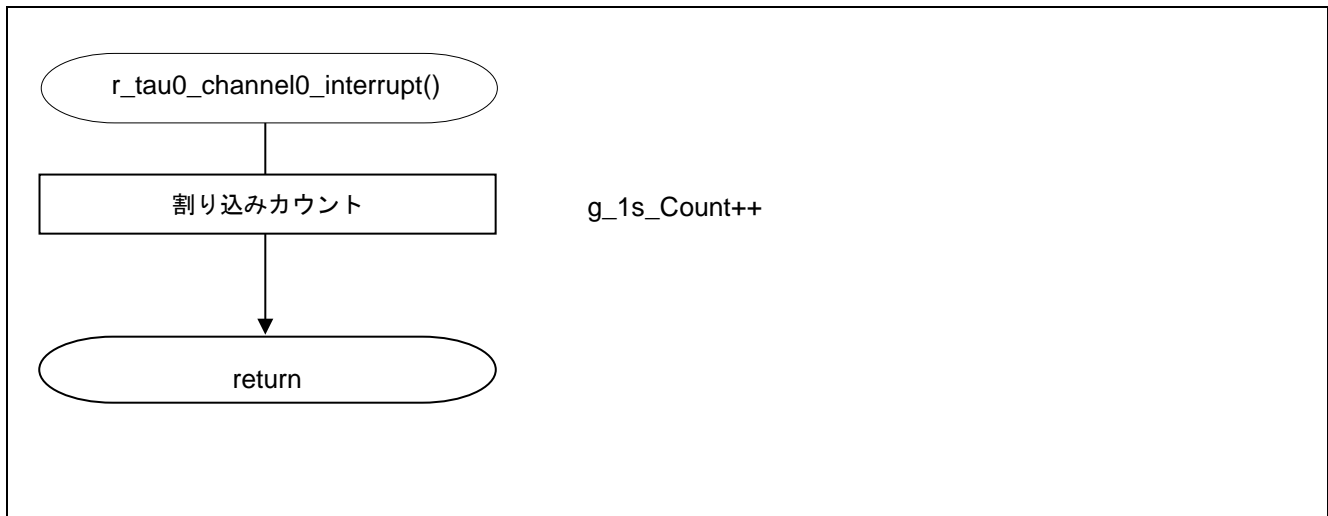 r_tau0_channel0_interrupt()
割り込みカウント
g_1s_Count++
return